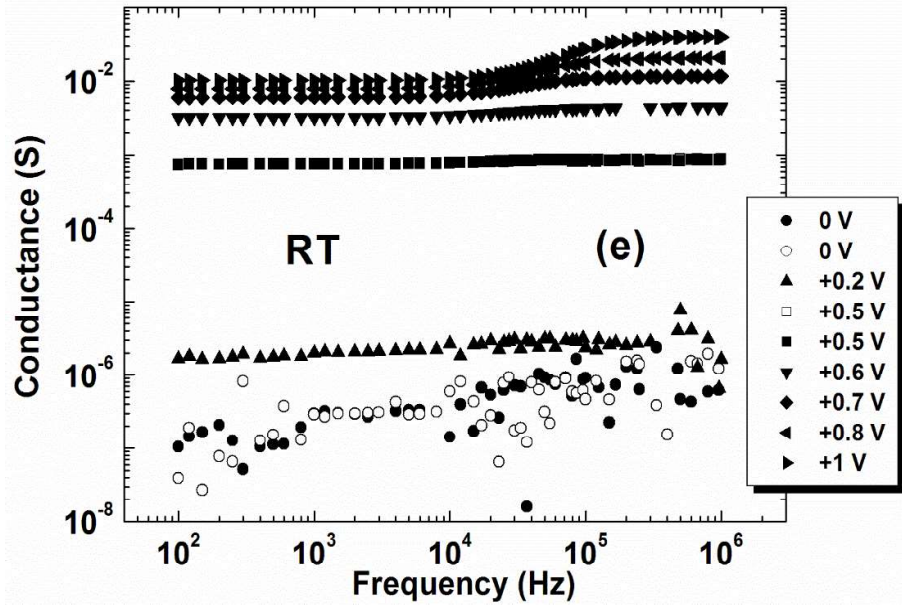 Conductance (S)
10^-2
10^-4
10^-6
10^-8
RT
(e)
0 V
0 V
+0.2 V
+0.5 V
+0.5 V
+0.6 V
+0.7 V
+0.8 V
+1 V
10^2 10^3 10^4 10^5 10^6
Frequency (Hz)